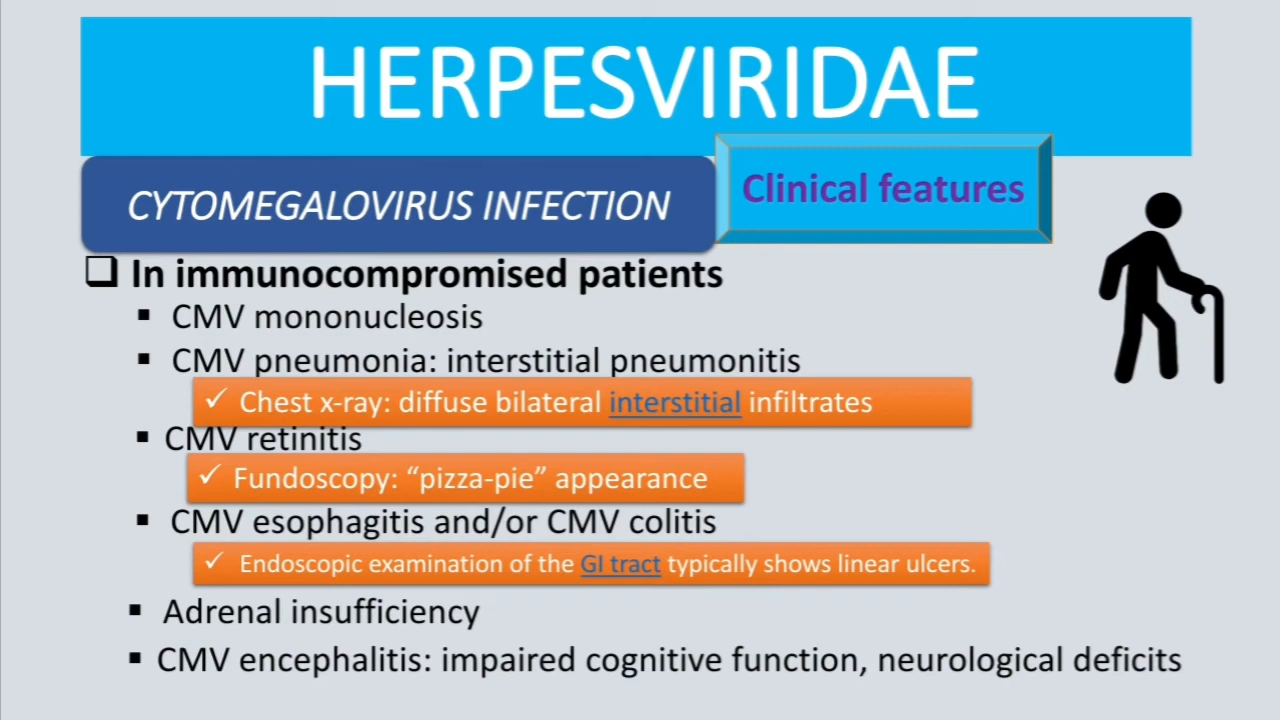 HERPESVIRIDAE
CYTOMEGALOVIRUS INFECTION
Clinical features
In immunocompromised patients
CMV mononucleosis
CMV pneumonia: interstitial pneumonitis
✓ Chest x-ray: diffuse bilateral interstitial infiltrates
CMV retinitis
✓ Fundoscopy: “pizza-pie” appearance
CMV esophagitis and/or CMV colitis
✓ Endoscopic examination of the GI tract typically shows linear ulcers.
Adrenal insufficiency
CMV encephalitis: impaired cognitive function, neurological deficits